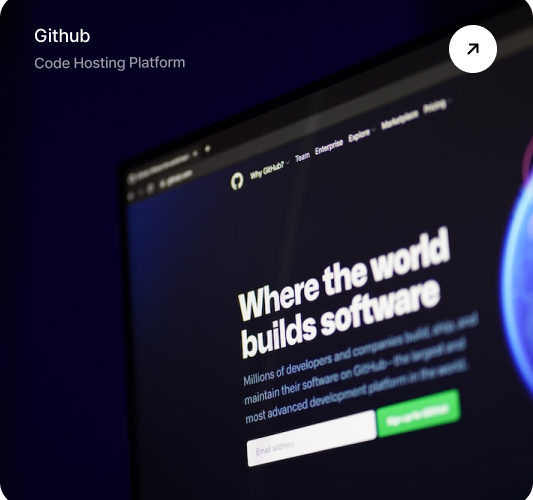 Github
Code Hosting Platform
github.com
Why GitHub?
Team
Enterprise
Explore
Marketplace
Pricing
Where the world
builds software
Millions of developers and companies build, ship, and
maintain their software on GitHub—the largest and
most advanced development platform in the world.
Email address
Sign up for GitHub